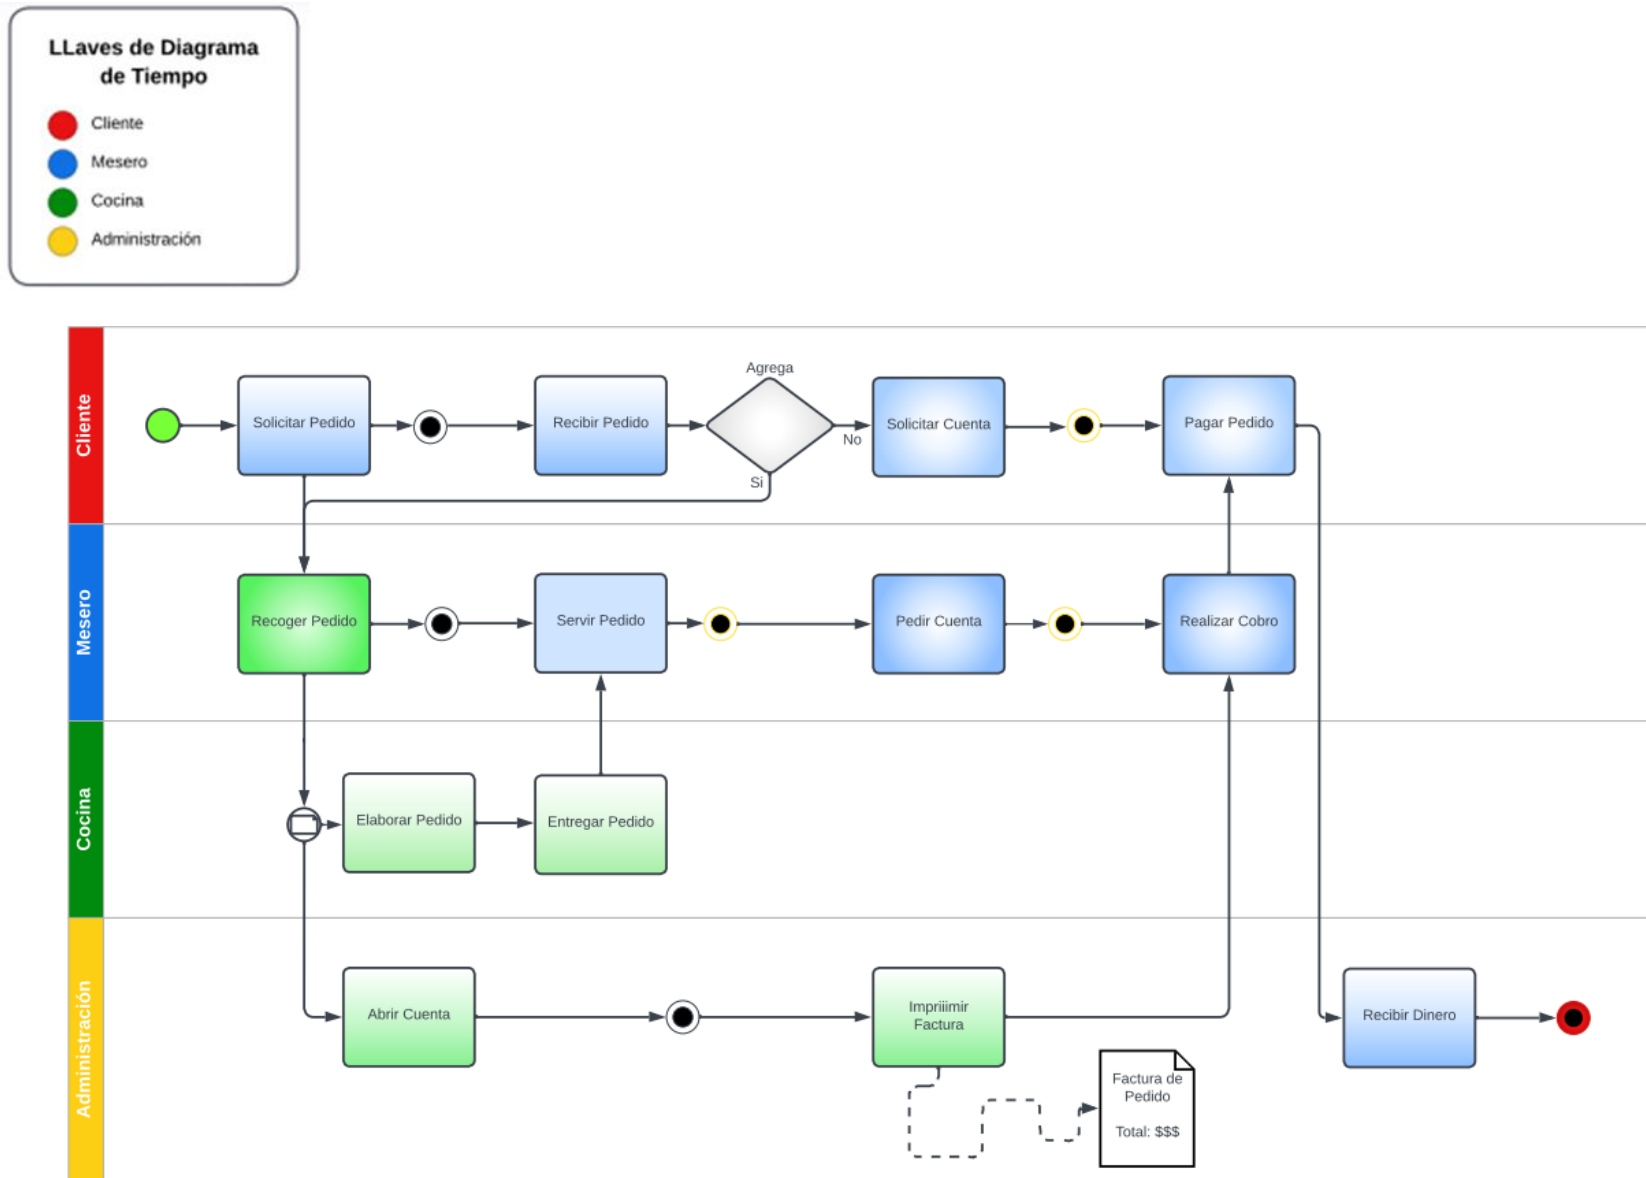 LLaves de Diagrama
de Tiempo
Cliente
Mesero
Cocina
Administración
Cliente
Solicitar Pedido
Recibir Pedido
Agrega
No
Si
Solicitar Cuenta
Pagar Pedido
Mesero
Recoger Pedido
Servir Pedido
Pedir Cuenta
Realizar Cobro
Cocina
Elaborar Pedido
Entregar Pedido
Administración
Abrir Cuenta
Impriiimir
Factura
Recibir Dinero
Factura de
Pedido
Total: $$$